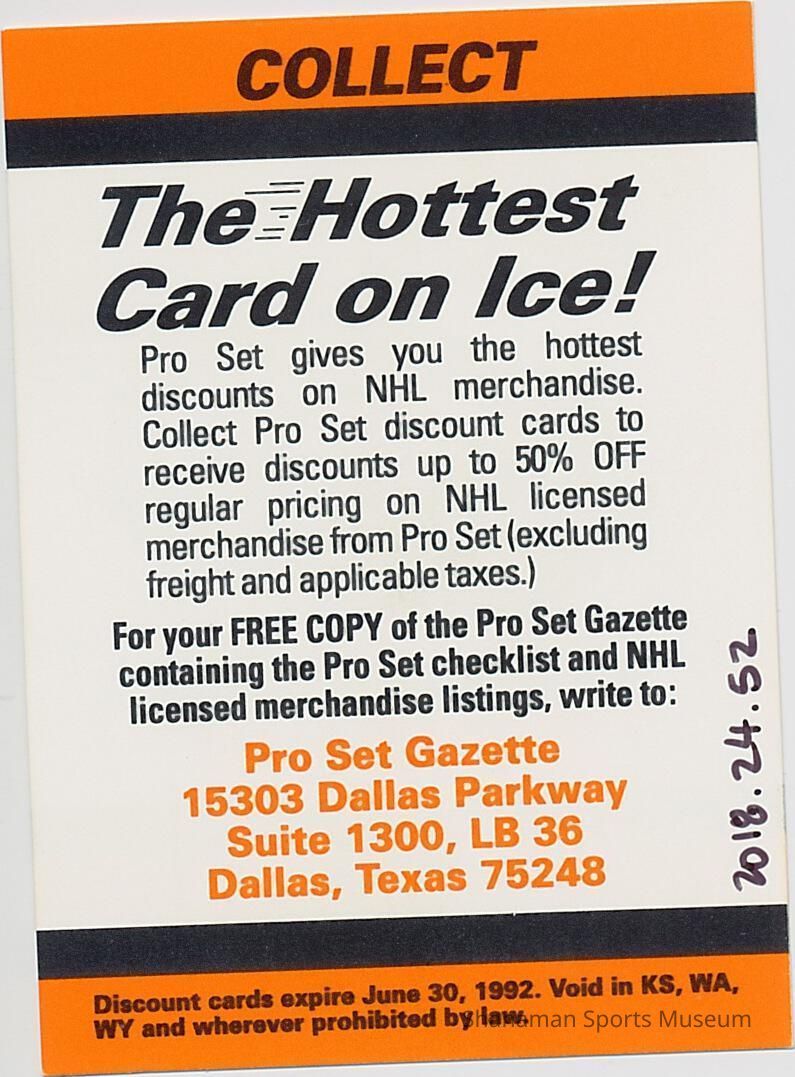 COLLECT
The Hottest
Card on Ice!
Pro Set gives you the hottest
discounts on NHL merchandise.
Collect Pro Set discount cards to
receive discounts up to 50% OFF
regular pricing on NHL licensed
merchandise from Pro Set (excluding
freight and applicable taxes.)
For your FREE COPY of the Pro Set Gazette
containing the Pro Set checklist and NHL
licensed merchandise listings, write to:
Pro Set Gazette
15303 Dallas Parkway
Suite 1300, LB 36
Dallas, Texas 75248
2018.24.52
Discount cards expire June 30, 1992. Void in KS, WA,
WY and wherever prohibited by law.
Sports Museum